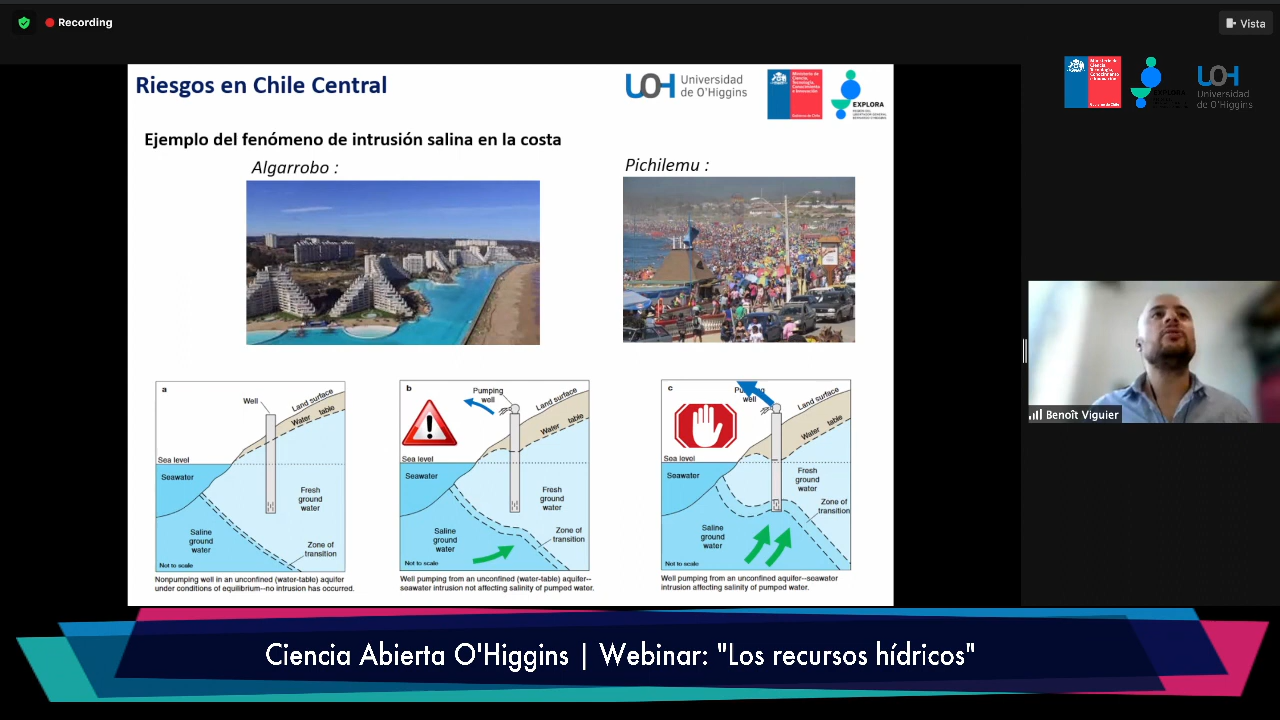 Recording
Vista
Riesgos en Chile Central
UOH Universidad
de O'Higgins
Ministerio de
Ciencia,
Tecnología,
Conocimiento
e Innovación
Gobierno de Chile
EXPLORA
UOH
Universidad
de O'Higgins
EXPLORA
Ejemplo del fenómeno de intrusión salina en la costa
Algarrobo :
Pichilemu :
a
Well
Land surface
Water table
Sea level
Seawater
Fresh
ground
water
Saline
ground
water
Zone of
transition
Not to scale
Nonpumping well in an unconfined (water-table) aquifer
under conditions of equilibrium--no intrusion has occurred.
b
Pumping
well
Land surface
Water table
Sea level
Seawater
Fresh
ground
water
Saline
ground
water
Zone of
transition
Not to scale
Well pumping from an unconfined (water-table) aquifer--
seawater intrusion not affecting salinity of pumped water.
c
well
Land surface
Water table
Sea level
Seawater
Fresh
ground
water
Saline
ground
water
Zone of
transition
Not to scale
Well pumping from an unconfined aquifer--seawater
intrusion affecting salinity of pumped water.
Benoît Viguier
Ciencia Abierta O'Higgins | Webinar: "Los recursos hídricos"